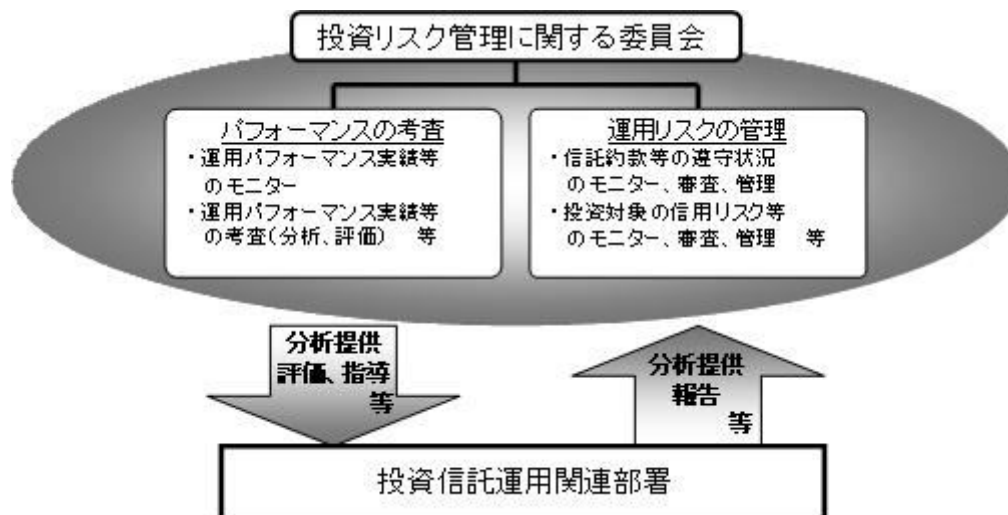 投資リスク管理に関する委員会
パフォーマンスの考査
・運用パフォーマンス実績等
のモニター
・運用パフォーマンス実績等
の考査(分析、評価) 等
運用リスクの管理
・信託約款等の遵守状況
のモニター、審査、管理
・投資対象の信用リスク等
のモニター、審査、管理 等
分析提供
評価、指導
等
分析提供
報告
等
投資信託運用関連部署